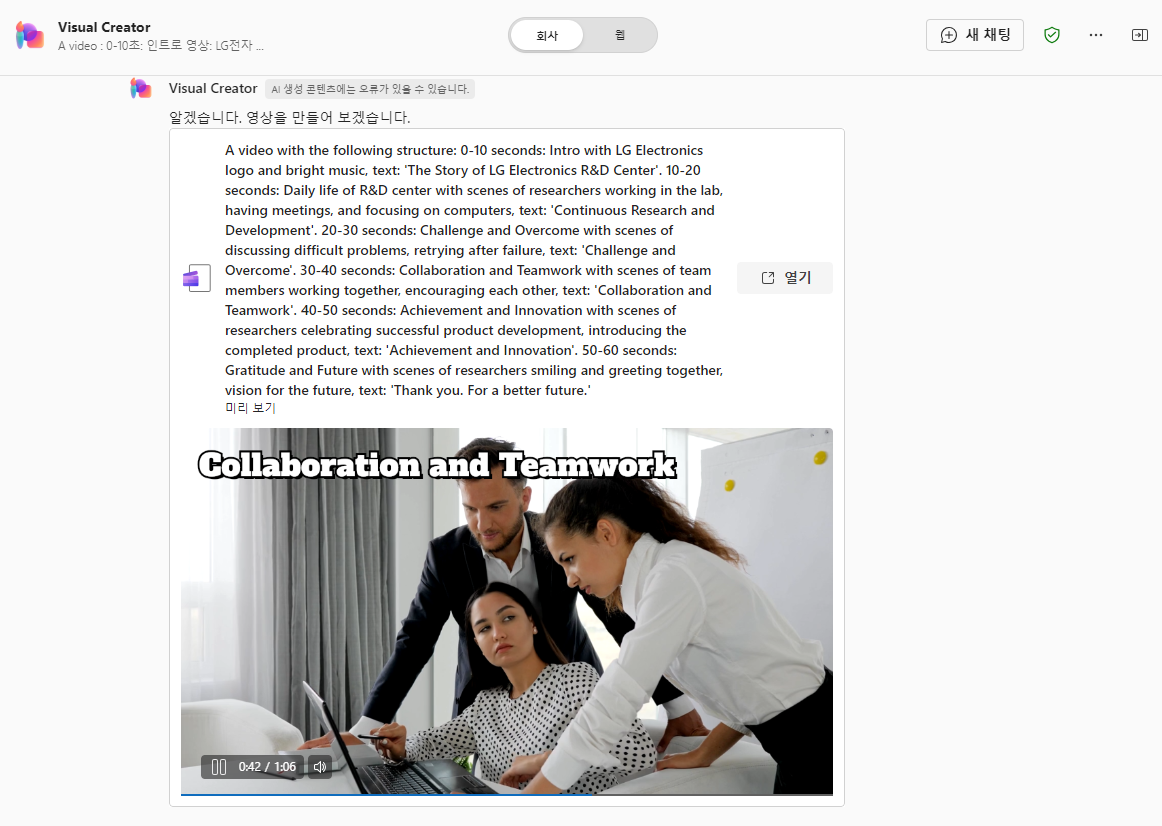 Visual Creator
A video : 0-10초: 인트로 영상: LG전자 ...
회사
웹
새 채팅
Visual Creator
AI 생성 콘텐츠에는 오류가 있을 수 있습니다.
알겠습니다. 영상을 만들어 보겠습니다.
A video with the following structure: 0-10 seconds: Intro with LG Electronics
logo and bright music, text: 'The Story of LG Electronics R&D Center'. 10-20
seconds: Daily life of R&D center with scenes of researchers working in the lab,
having meetings, and focusing on computers, text: 'Continuous Research and
Development'. 20-30 seconds: Challenge and Overcome with scenes of
discussing difficult problems, retrying after failure, text: 'Challenge and
Overcome'. 30-40 seconds: Collaboration and Teamwork with scenes of team
members working together, encouraging each other, text: 'Collaboration and
Teamwork'. 40-50 seconds: Achievement and Innovation with scenes of
researchers celebrating successful product development, introducing the
completed product, text: 'Achievement and Innovation'. 50-60 seconds:
Gratitude and Future with scenes of researchers smiling and greeting together,
vision for the future, text: 'Thank you. For a better future.'
미리 보기
열기
Collaboration and Teamwork
0:42 / 1:06